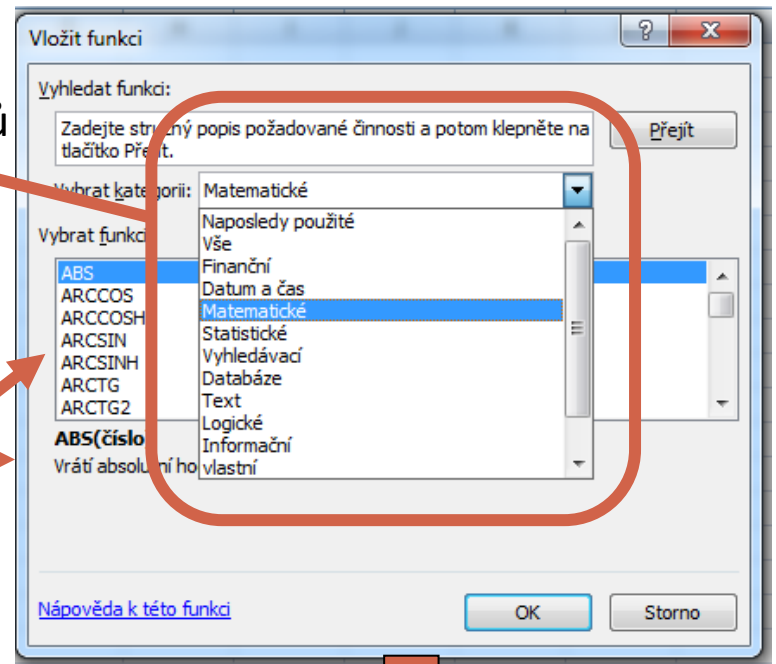 Vložit funkci
Vyhledat funkci:
ů
Zadejte stručný popis požadované činnosti a potom klepněte na
tlačítko Přejít.
Přejít
Vybrat kategorii: Matematické
Naposledy použité
Vše
Finanční
Datum a čas
Matematické
Statistické
Vyhledávací
Databáze
Text
Logické
Informační
vlastní
Vybrat funkci
ABS
ARCCOS
ARCCOSH
ARCSIN
ARCSINH
ARCTG
ARCTG2
ABS(číslo
Vrátí absolutní ho
Nápověda k této funkci
OK
Storno